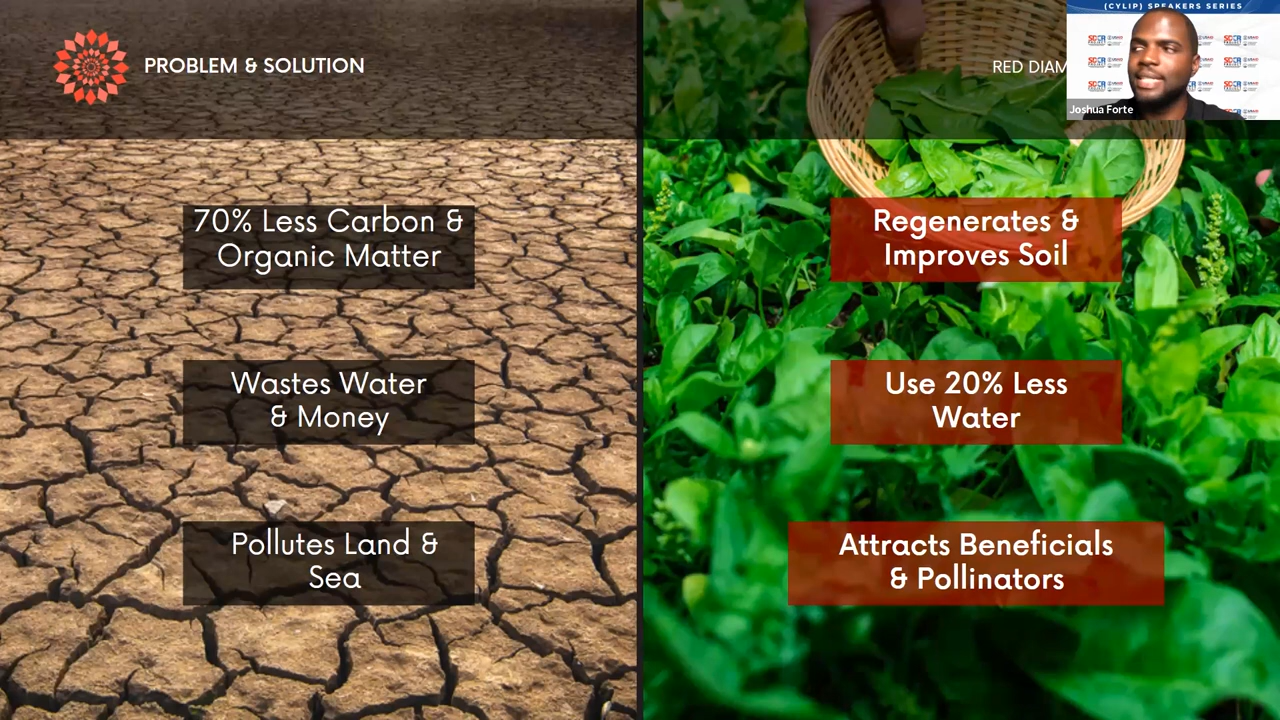 PROBLEM & SOLUTION
RED DIAM
(CYLIP) SPEAKERS SERIES
Joshua Forte
70% Less Carbon &
Organic Matter
Wastes Water
& Money
Pollutes Land &
Sea
Regenerates &
Improves Soil
Use 20% Less
Water
Attracts Beneficials
& Pollinators